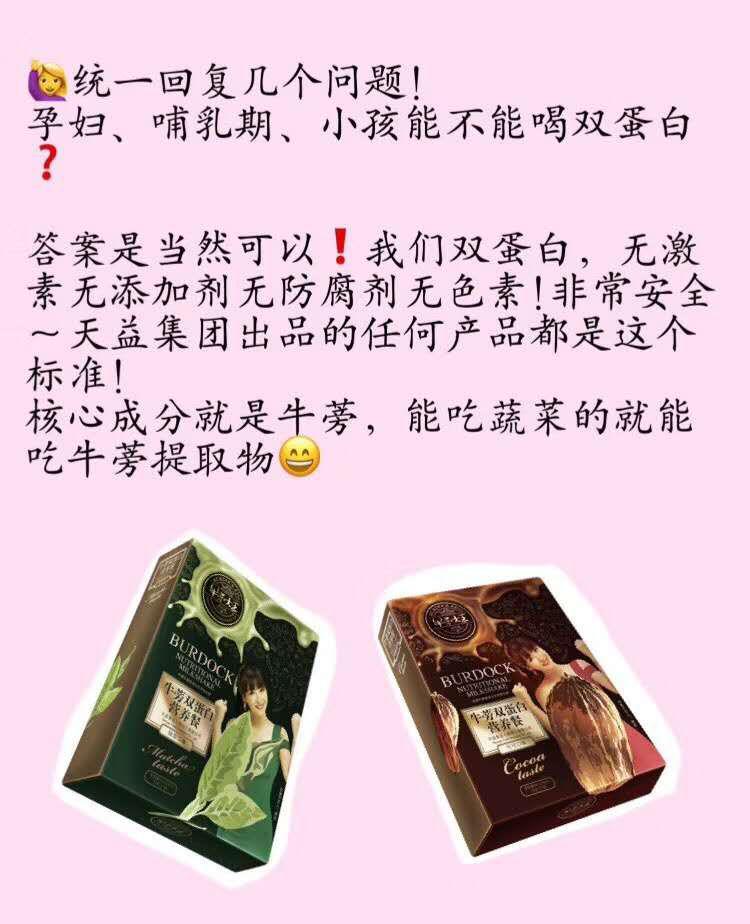 🙋‍♀️统一回复几个问题！
孕妇、哺乳期、小孩能不能喝双蛋白
❓
答案是当然可以❗我们双蛋白，无激
素无添加剂无防腐剂无色素！非常安全
～天益集团出品的任何产品都是这个
标准！
核心成分就是牛蒡，能吃蔬菜的就能
吃牛蒡提取物😄
BURDOCK
NUTRITIONAL
MILKSHAKE
牛蒡双蛋白
营养餐
Matcha
taste
BURDOCK
NUTRITIONAL
MILKSHAKE
牛蒡双蛋白
营养餐
Cocoa
taste